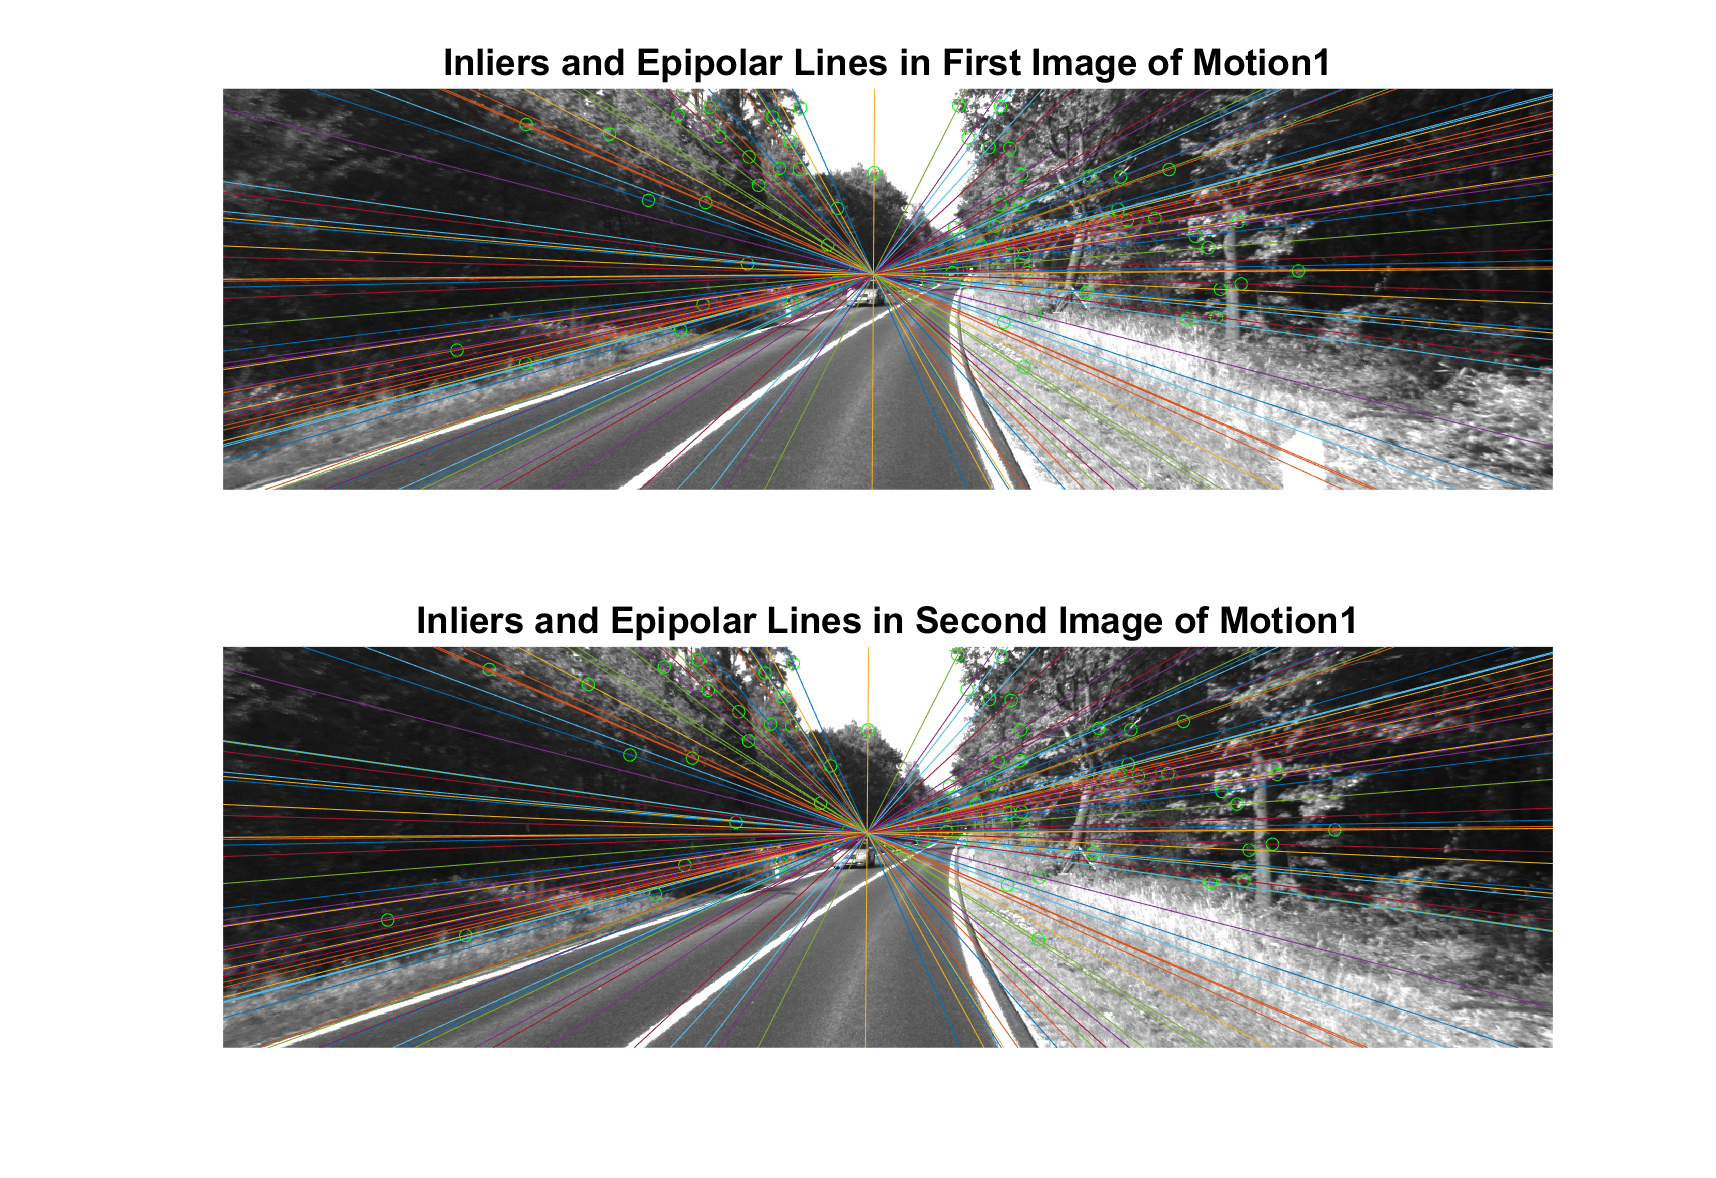 Inliers and Epipolar Lines in First Image of Motion1
Inliers and Epipolar Lines in Second Image of Motion1